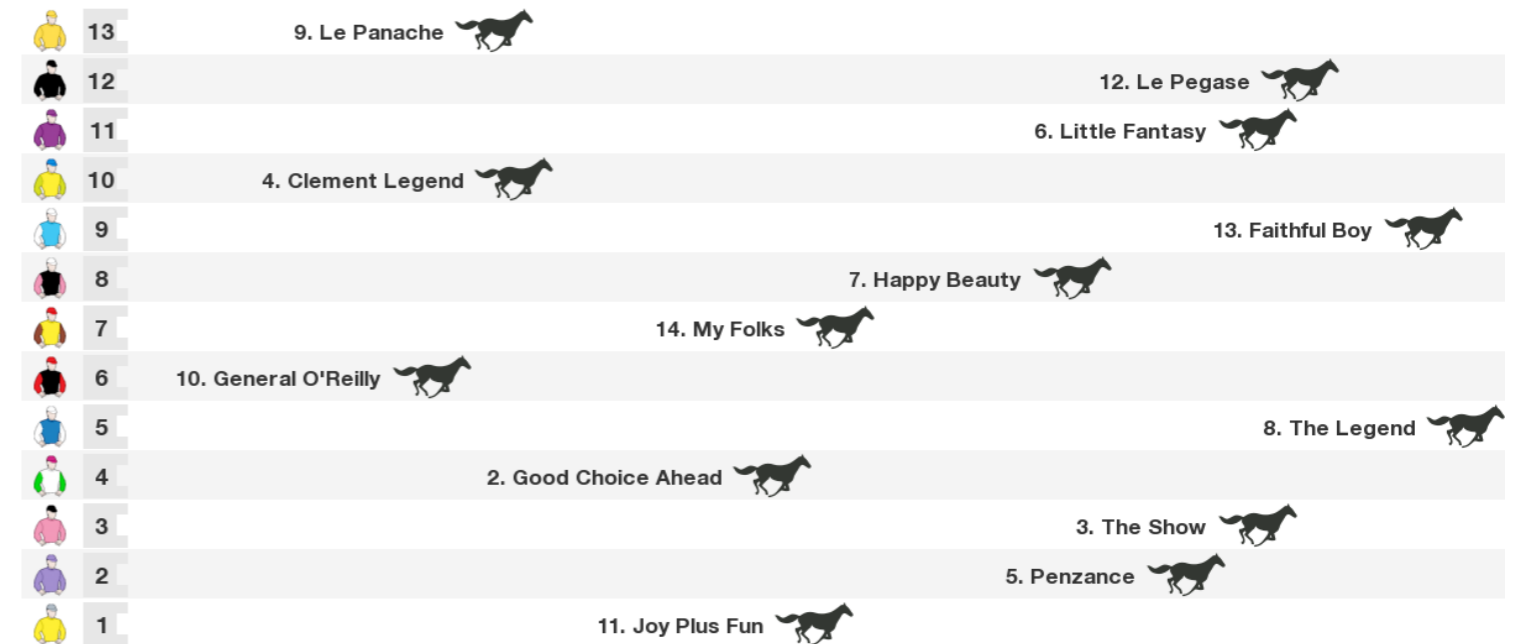 13 9. Le Panache
12 12. Le Pegase
11 6. Little Fantasy
10 4. Clement Legend
9 13. Faithful Boy
8 7. Happy Beauty
7 14. My Folks
6 10. General O'Reilly
5 8. The Legend
4 2. Good Choice Ahead
3 3. The Show
2 5. Penzance
1 11. Joy Plus Fun